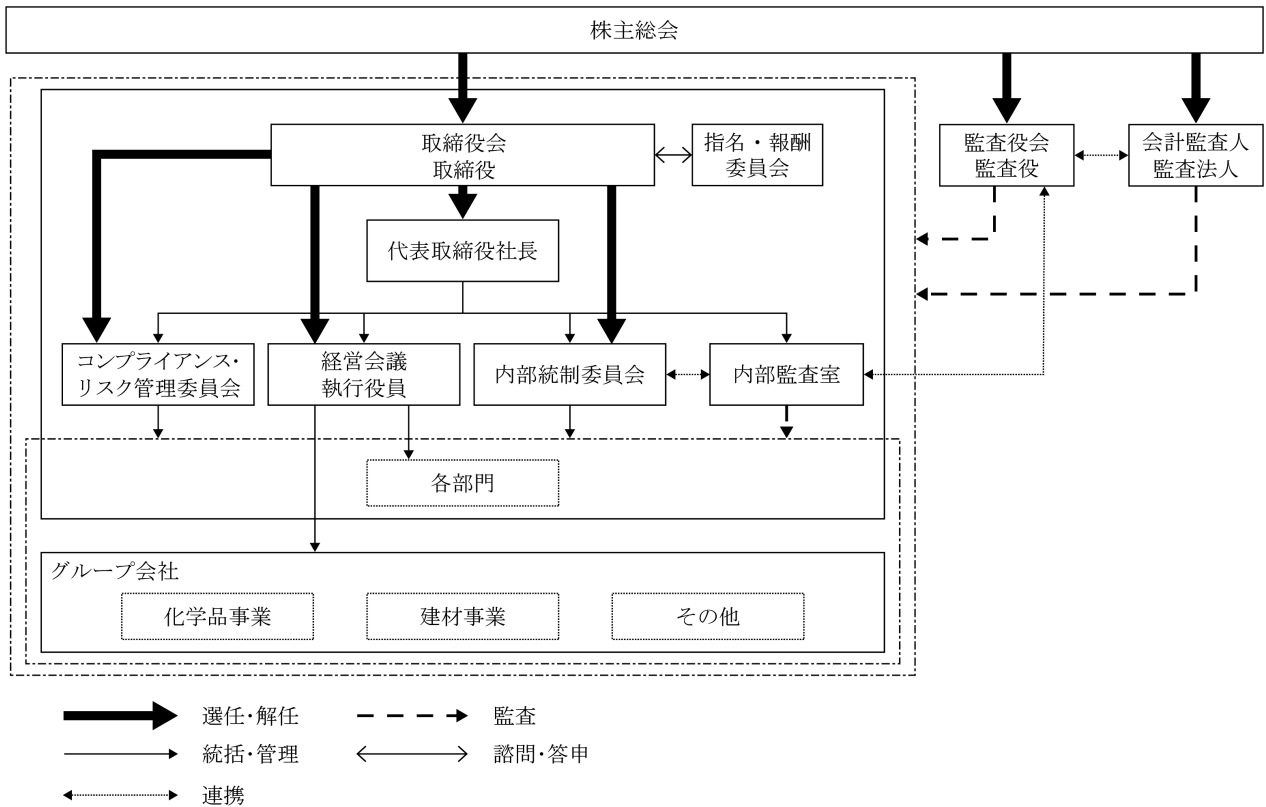 株主総会
取締役会
取締役
指名・報酬
委員会
監査役会
監査役
会計監査人
監査法人
代表取締役社長
コンプライアンス・
リスク管理委員会
経営会議
執行役員
内部統制委員会
内部監査室
各部門
グループ会社
化学品事業
建材事業
その他
選任・解任
監査
統括・管理
諮問・答申
連携